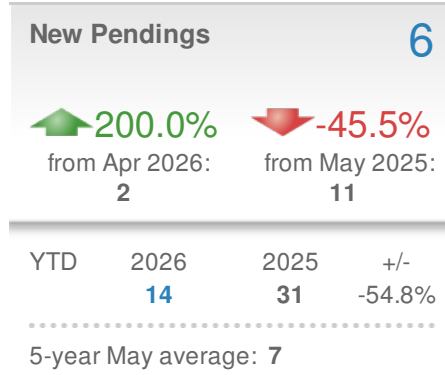 New Pendings 6
200.0% -45.5%
from Apr 2026: from May 2025:
2 11
YTD 2026 2025 +/-
14 31 -54.8%
5-year May average: 7